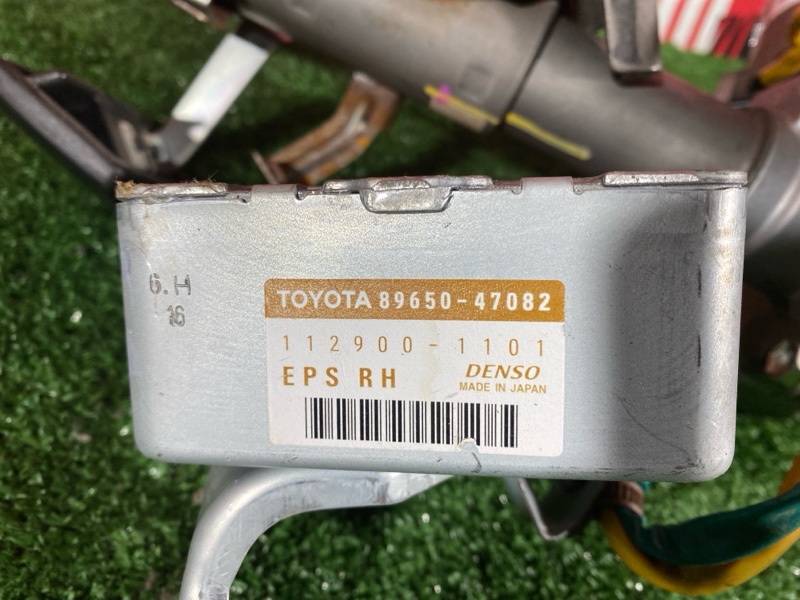 G.H
16
TOYOTA 89650-47082
112900-1101
EPS RH
DENSO
MADE IN JAPAN